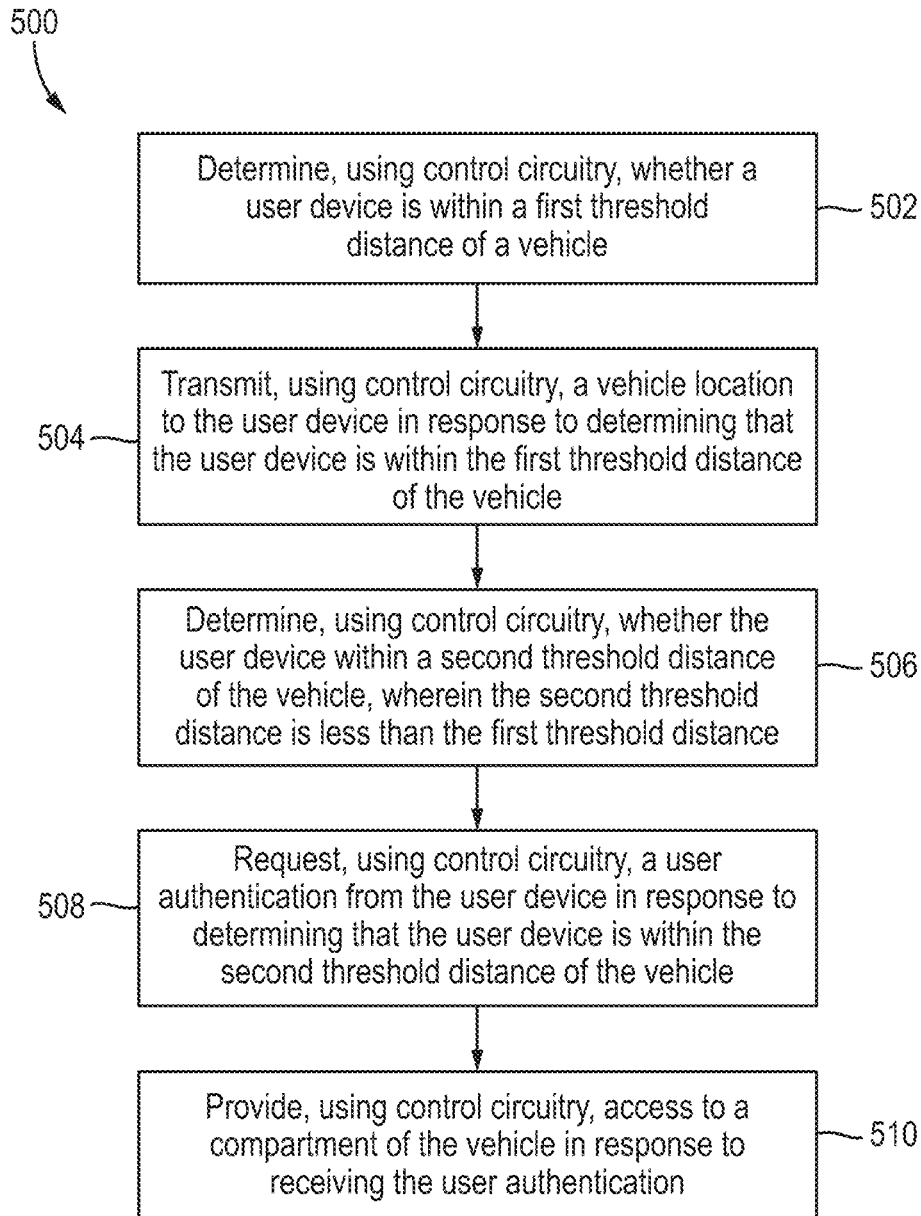 500
Determine, using control circuitry, whether a
user device is within a first threshold
distance of a vehicle
502
Transmit, using control circuitry, a vehicle location
to the user device in response to determining that
the user device is within the first threshold distance
of the vehicle
504
Determine, using control circuitry, whether the
user device within a second threshold distance
of the vehicle, wherein the second threshold
distance is less than the first threshold distance
506
Request, using control circuitry, a user
authentication from the user device in response to
determining that the user device is within the
second threshold distance of the vehicle
508
Provide, using control circuitry, access to a
compartment of the vehicle in response to
receiving the user authentication
510